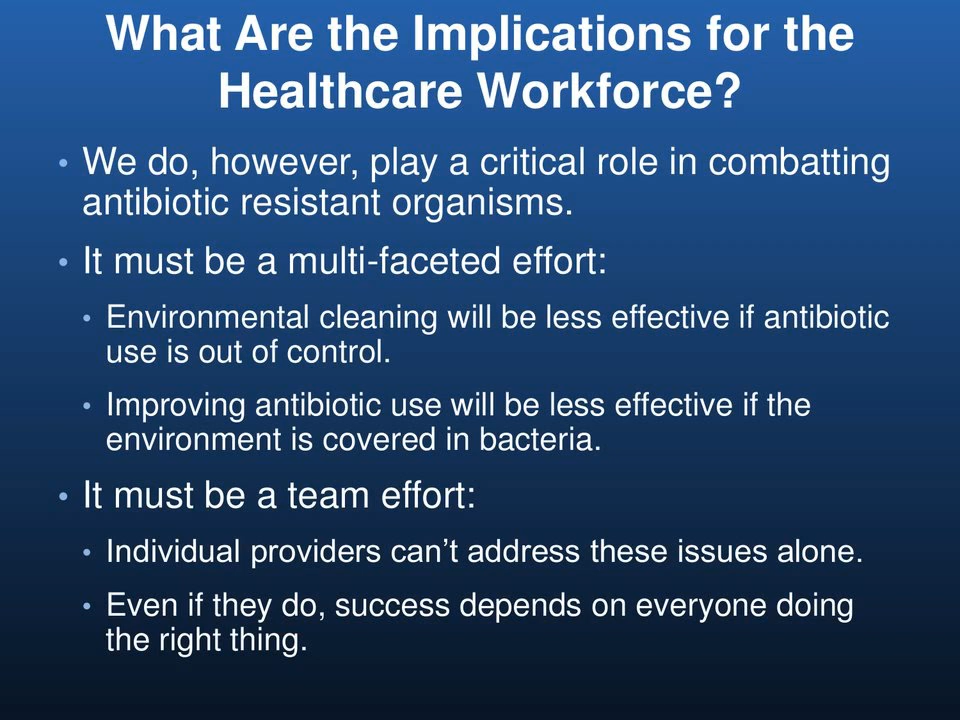 What Are the Implications for the
Healthcare Workforce?
• We do, however, play a critical role in combatting
antibiotic resistant organisms.
• It must be a multi-faceted effort:
• Environmental cleaning will be less effective if antibiotic
use is out of control.
• Improving antibiotic use will be less effective if the
environment is covered in bacteria.
• It must be a team effort:
• Individual providers can’t address these issues alone.
• Even if they do, success depends on everyone doing
the right thing.